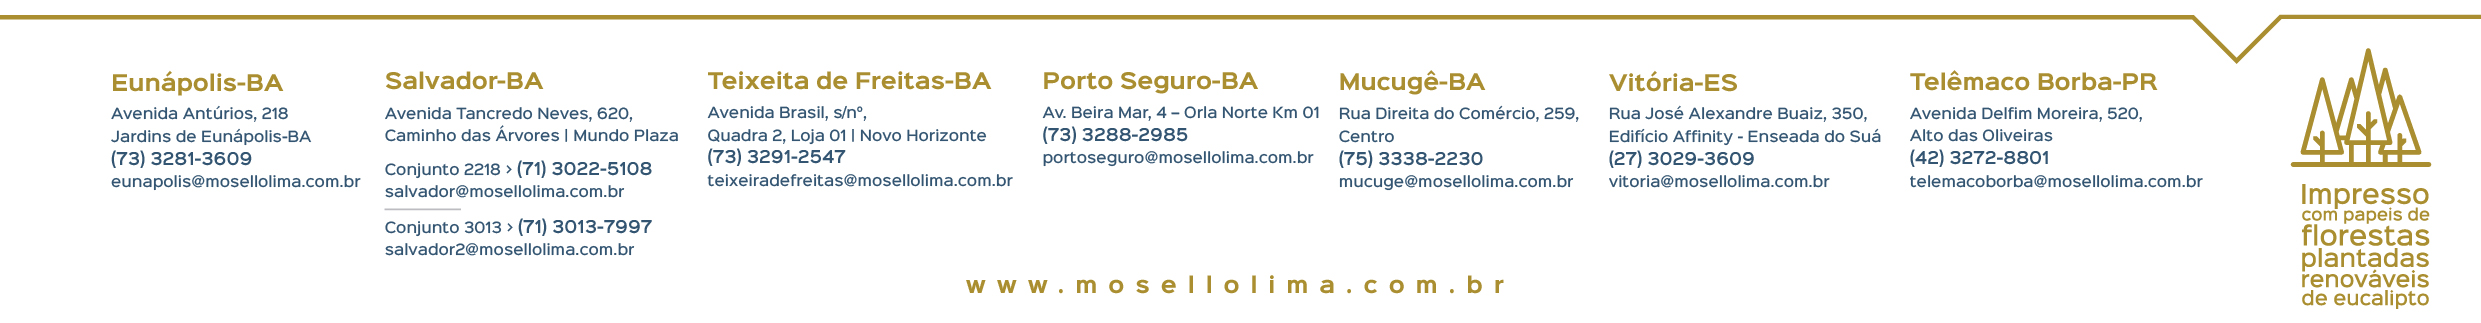 Eunápolis-BA
Avenida Antúrios, 218
Jardins de Eunápolis-BA
(73) 3281-3609
eunapolis@mosellolima.com.br
Salvador-BA
Avenida Tancredo Neves, 620,
Caminho das Árvores | Mundo Plaza
Conjunto 2218 > (71) 3022-5108
salvador@mosellolima.com.br
Conjunto 3013 > (71) 3013-7997
salvador2@mosellolima.com.br
Teixeita de Freitas-BA
Avenida Brasil, s/nº,
Quadra 2, Loja 01 | Novo Horizonte
(73) 3291-2547
teixeiradefreitas@mosellolima.com.br
Porto Seguro-BA
Av. Beira Mar, 4 – Orla Norte Km 01
(73) 3288-2985
portoseguro@mosellolima.com.br
Mucugê-BA
Rua Direita do Comércio, 259,
Centro
(75) 3338-2230
mucuge@mosellolima.com.br
Vitória-ES
Rua José Alexandre Buaiz, 350,
Edifício Affinity - Enseada do Suá
(27) 3029-3609
vitoria@mosellolima.com.br
Telêmaco Borba-PR
Avenida Delfim Moreira, 520,
Alto das Oliveiras
(42) 3272-8801
telemacoborba@mosellolima.com.br
Impresso
com papeis de
florestas
plantadas
renováveis
de eucalipto
www.mosellolima.com.br